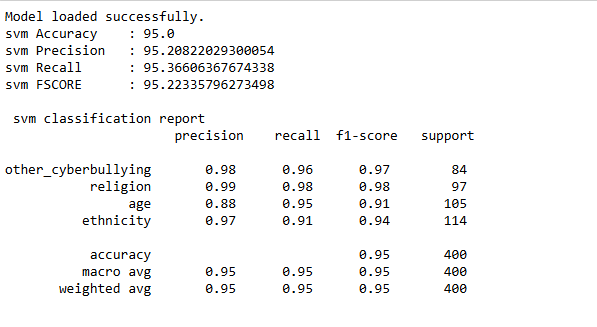 Model loaded successfully.
svm Accuracy    : 95.0
svm Precision   : 95.20822029300054
svm Recall      : 95.36606367674338
svm FSCORE      : 95.22335796273498

 svm classification report
                      precision    recall  f1-score   support

other_cyberbullying       0.98      0.96      0.97        84
           religion       0.99      0.98      0.98        97
                age       0.88      0.95      0.91       105
          ethnicity       0.97      0.91      0.94       114

           accuracy                           0.95       400
          macro avg       0.95      0.95      0.95       400
       weighted avg       0.95      0.95      0.95       400